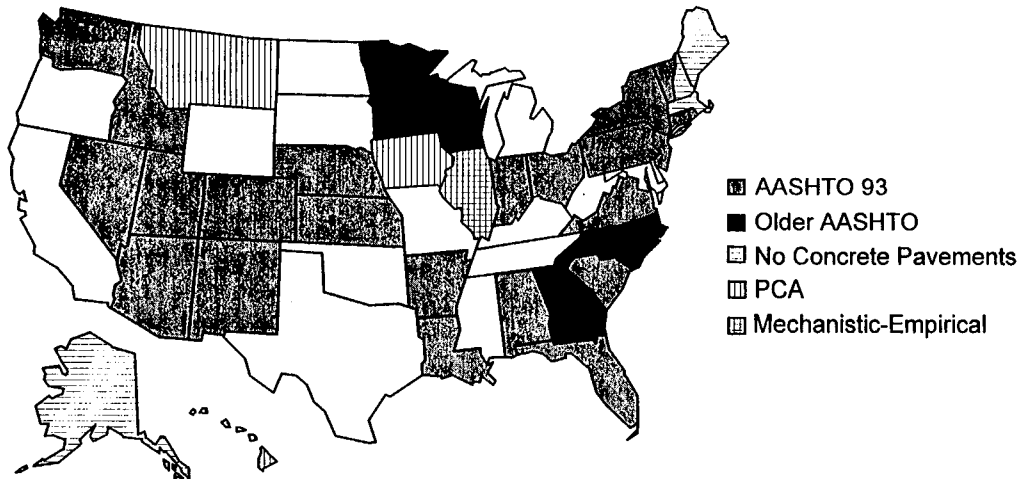 AASHTO 93
Older AASHTO
No Concrete Pavements
PCA
Mechanistic-Empirical